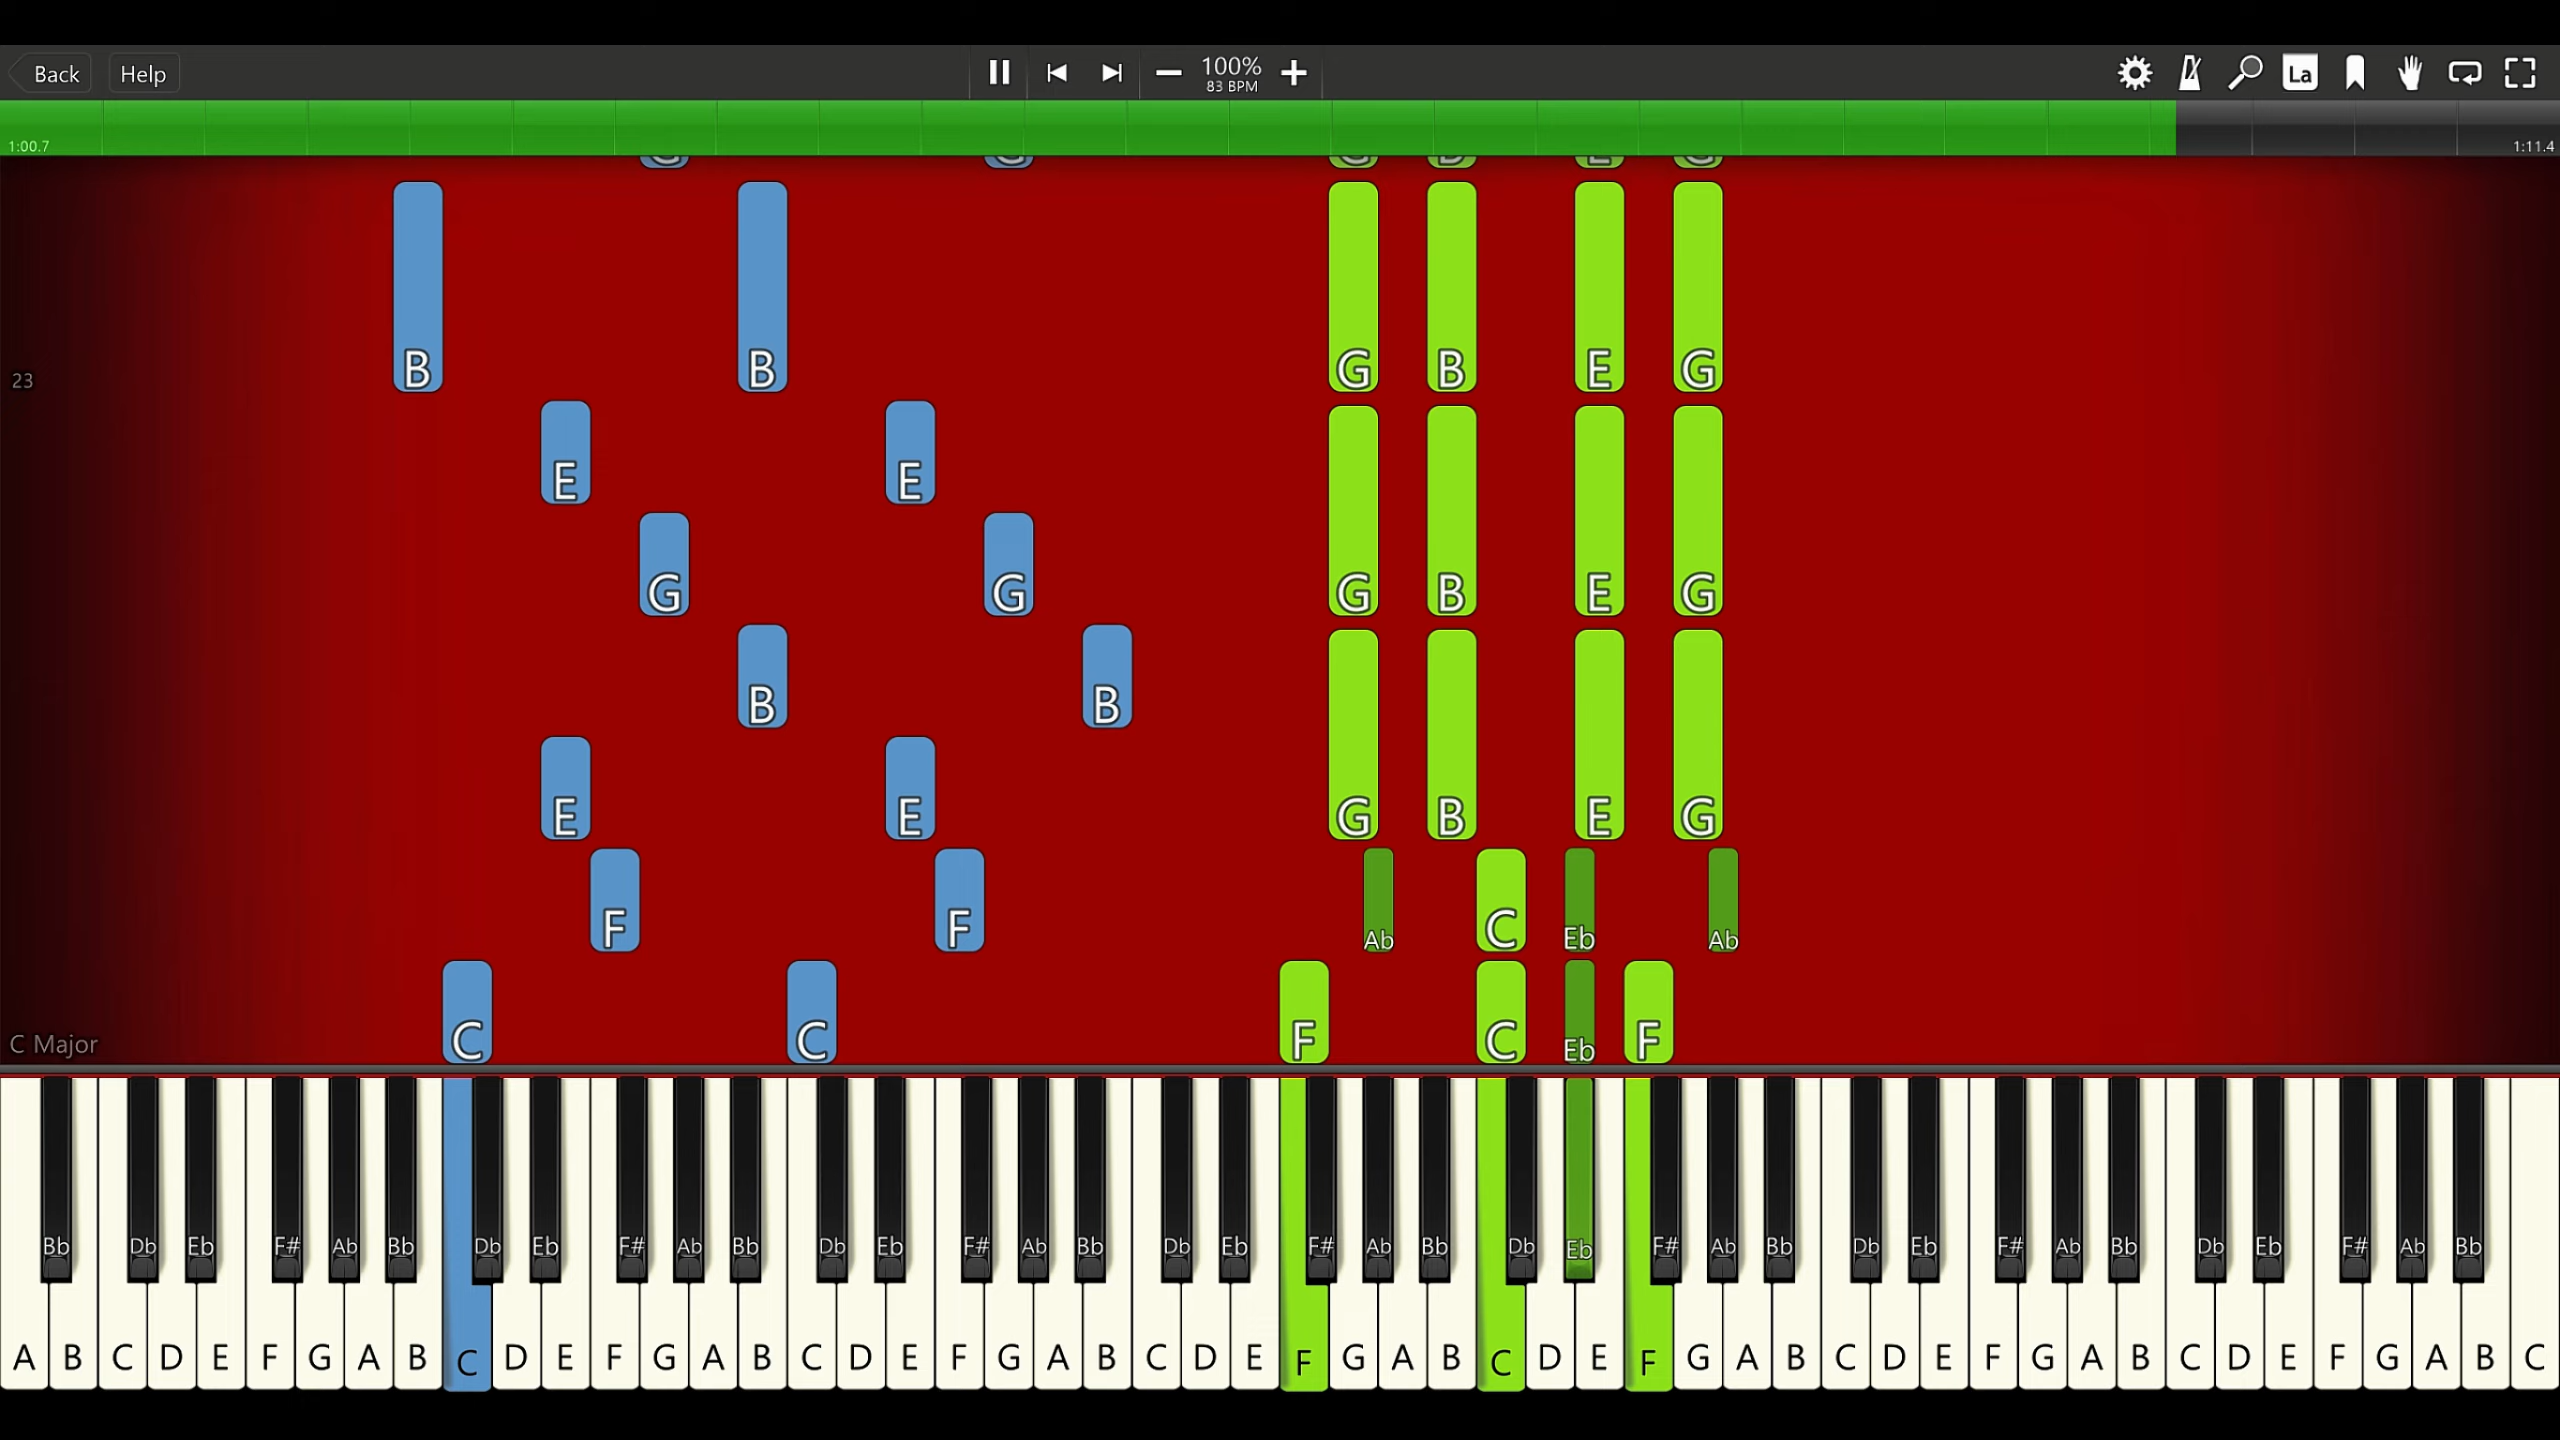 Back Help 100% La
83 BPM
1:00.7 1:11.4
B B G B E G
23
E E
G G G B E G
B B
E E G B E G
F F Ab C Eb Ab
C C F C Eb F
C Major
Bb Db Eb F# Ab Bb Db Eb F# Ab Bb Db Eb F# Ab Bb Db Eb F# Ab Bb Db Eb F# Ab Bb Db Eb F# Ab Bb Db Eb F# Ab Bb
A B C D E F G A B C D E F G A B C D E F G A B C D E F G A B C D E F G A B C D E F G A B C D E F G A B C